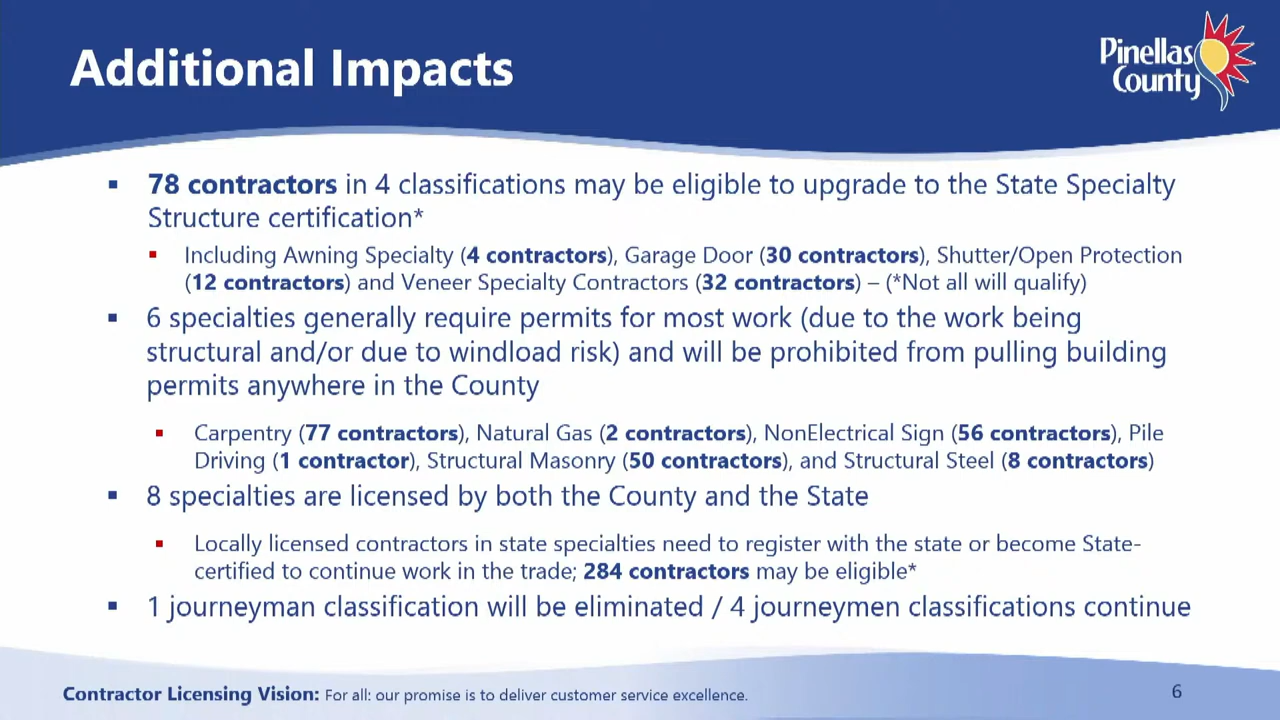 Additional Impacts
Pinellas
County
▪ 78 contractors in 4 classifications may be eligible to upgrade to the State Specialty
Structure certification*
▪ Including Awning Specialty (4 contractors), Garage Door (30 contractors), Shutter/Open Protection
(12 contractors) and Veneer Specialty Contractors (32 contractors) – (*Not all will qualify)
▪ 6 specialties generally require permits for most work (due to the work being
structural and/or due to windload risk) and will be prohibited from pulling building
permits anywhere in the County
▪ Carpentry (77 contractors), Natural Gas (2 contractors), NonElectrical Sign (56 contractors), Pile
Driving (1 contractor), Structural Masonry (50 contractors), and Structural Steel (8 contractors)
▪ 8 specialties are licensed by both the County and the State
▪ Locally licensed contractors in state specialties need to register with the state or become State-
certified to continue work in the trade; 284 contractors may be eligible*
▪ 1 journeyman classification will be eliminated / 4 journeymen classifications continue
Contractor Licensing Vision: For all: our promise is to deliver customer service excellence.
6